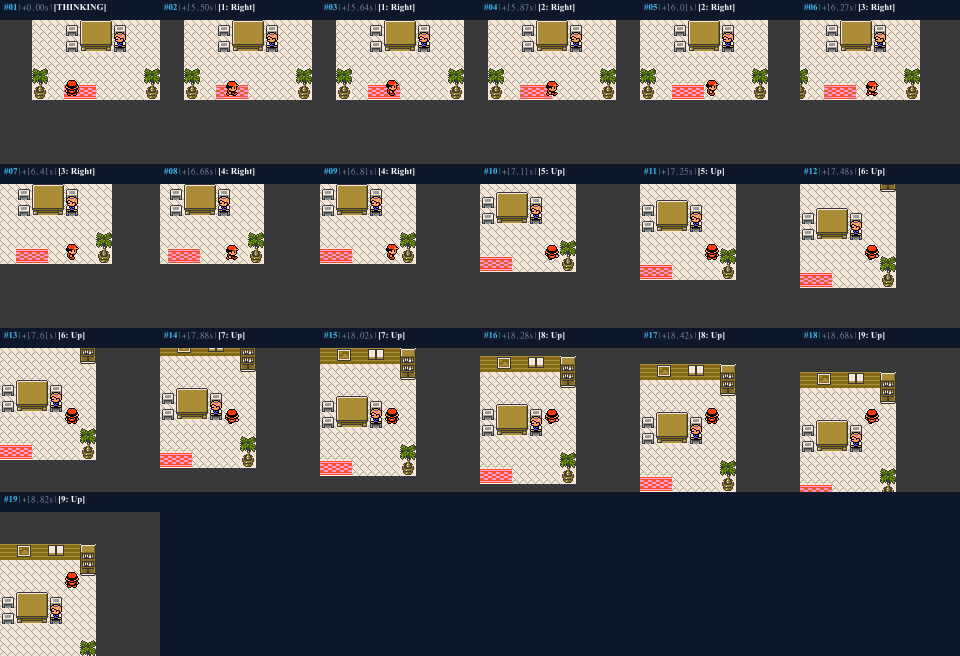 #01 | +0.00s | [THINKING]
#02 | +15.50s | [1: Right]
#03 | +15.64s | [1: Right]
#04 | +15.87s | [2: Right]
#05 | +16.01s | [2: Right]
#06 | +16.27s | [3: Right]
#07 | +16.41s | [3: Right]
#08 | +16.68s | [4: Right]
#09 | +16.81s | [4: Right]
#10 | +17.11s | [5: Up]
#11 | +17.25s | [5: Up]
#12 | +17.48s | [6: Up]
#13 | +17.61s | [6: Up]
#14 | +17.88s | [7: Up]
#15 | +18.02s | [7: Up]
#16 | +18.28s | [8: Up]
#17 | +18.42s | [8: Up]
#18 | +18.68s | [9: Up]
#19 | +18.82s | [9: Up]